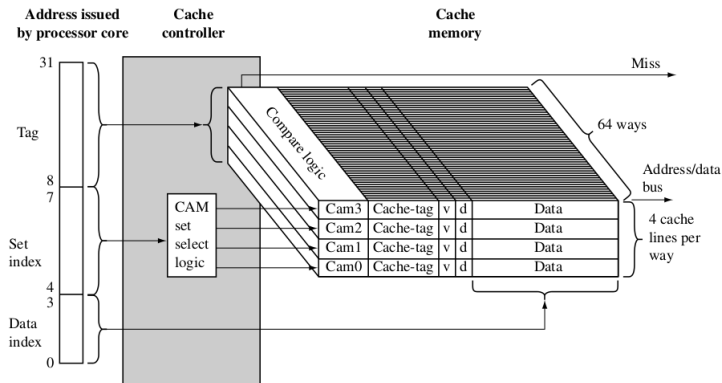 Address issued
by processor core
Cache
controller
Cache
memory
31
Miss
Tag
Compare logic
64 ways
8
7
Address/data
bus
CAM
set
select
logic
Cam3 Cache-tag v d Data
Cam2 Cache-tag v d Data
Cam1 Cache-tag v d Data
Cam0 Cache-tag v d Data
4 cache
lines per
way
Set
index
4
3
Data
index
0